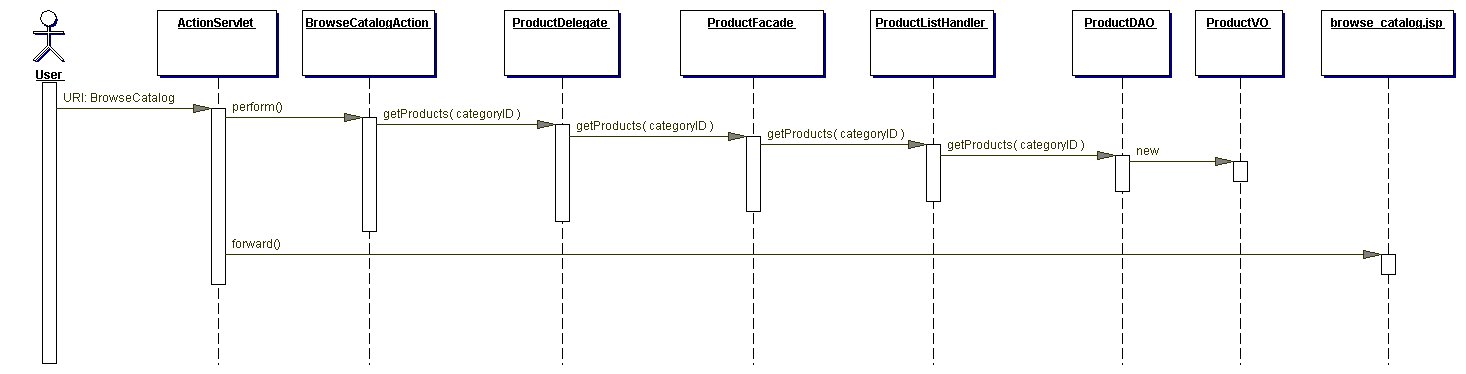 ActionServlet BrowseCatalogAction ProductDelegate ProductFacade ProductListHandler ProductDAO ProductVO browse_catalog.jsp
User
URI: BrowseCatalog
perform()
getProducts( categoryID )
getProducts( categoryID )
getProducts( categoryID )
getProducts( categoryID )
new
forward()